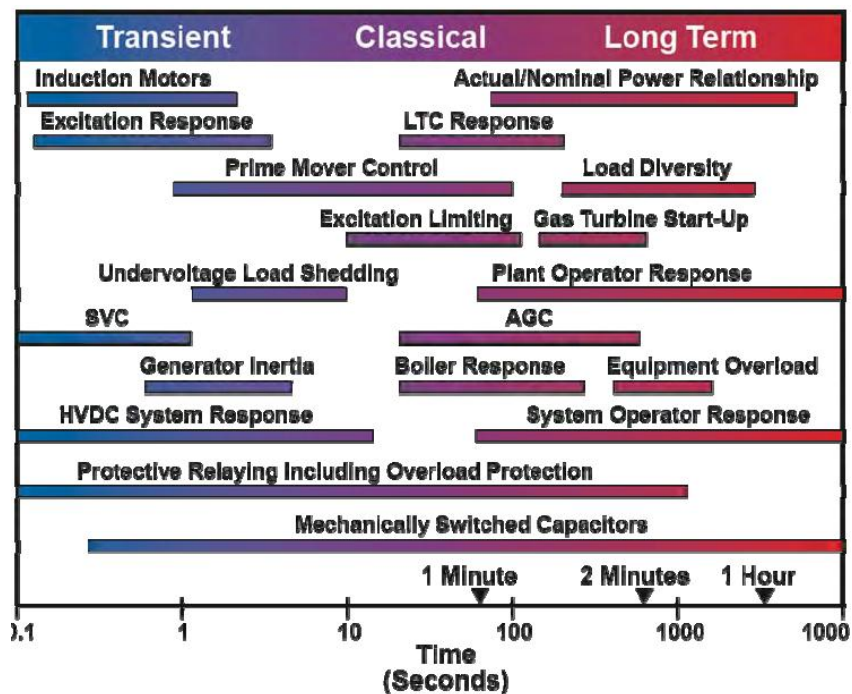 Transient Classical Long Term
Induction Motors Actual/Nominal Power Relationship
Excitation Response LTC Response
Prime Mover Control Load Diversity
Excitation Limiting Gas Turbine Start-Up
Undervoltage Load Shedding Plant Operator Response
SVC AGC
Generator Inertia Boiler Response Equipment Overload
HVDC System Response System Operator Response
Protective Relaying Including Overload Protection
Mechanically Switched Capacitors
1 Minute 2 Minutes 1 Hour
0.1 1 10 100 1000 1000
Time
(Seconds)